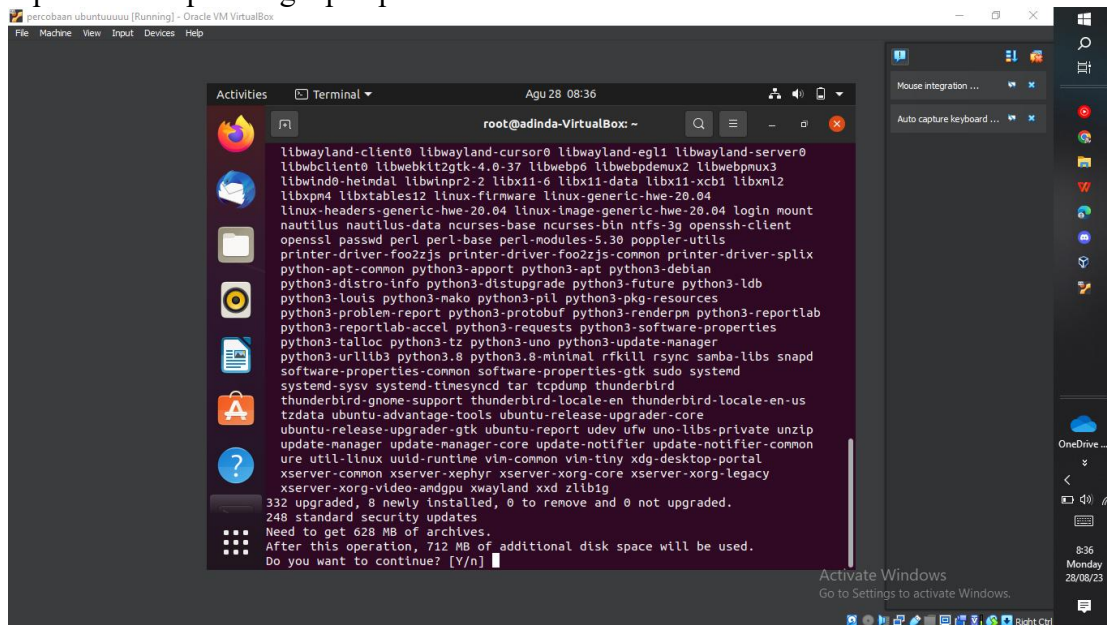 percobaan ubuntuuuuu [Running] - Oracle VM VirtualBox
File Machine View Input Devices Help
Mouse integration ...
Auto capture keyboard ...
Activities Terminal Agu 28 08:36
root@adinda-VirtualBox: ~
libwayland-client0 libwayland-cursor0 libwayland-egl1 libwayland-server0
libwbclient0 libwebkit2gtk-4.0-37 libwebp6 libwebpdemux2 libwebpmux3
libwind0-heimdal libwinpr2-2 libx11-6 libx11-data libx11-xcb1 libxml2
libxpm4 libxtables12 linux-firmware linux-generic-hwe-20.04
linux-headers-generic-hwe-20.04 linux-image-generic-hwe-20.04 login mount
nautilus nautilus-data ncurses-base ncurses-bin ntfs-3g openssh-client
openssl passwd perl perl-base perl-modules-5.30 poppler-utils
printer-driver-foo2zjs printer-driver-foo2zjs-common printer-driver-splix
python-apt-common python3-apport python3-apt python3-debian
python3-distro-info python3-distupgrade python3-future python3-ldb
python3-louis python3-mako python3-pil python3-pkg-resources
python3-problem-report python3-protobuf python3-renderpm python3-reportlab
python3-reportlab-accel python3-requests python3-software-properties
python3-talloc python3-tz python3-uno python3-update-manager
python3-urllib3 python3.8 python3.8-minimal rfkill rsync samba-libs snapd
software-properties-common software-properties-gtk sudo systemd
systemd-sysv systemd-timesyncd tar tcpdump thunderbird
thunderbird-gnome-support thunderbird-locale-en thunderbird-locale-en-us
tzdata ubuntu-advantage-tools ubuntu-release-upgrader-core
ubuntu-release-upgrader-gtk ubuntu-report udev ufw uno-libs-private unzip
update-manager update-manager-core update-notifier update-notifier-common
ure util-linux uuid-runtime vim-common vim-tiny xdg-desktop-portal
xserver-common xserver-xephyr xserver-xorg-core xserver-xorg-legacy
xserver-xorg-video-amdgpu xwayland xxd zlib1g
332 upgraded, 8 newly installed, 0 to remove and 0 not upgraded.
248 standard security updates
Need to get 628 MB of archives.
After this operation, 712 MB of additional disk space will be used.
Do you want to continue? [Y/n]
Activate Windows
Go to Settings to activate Windows.
Right Ctrl
OneDrive ...
8:36
Monday
28/08/23